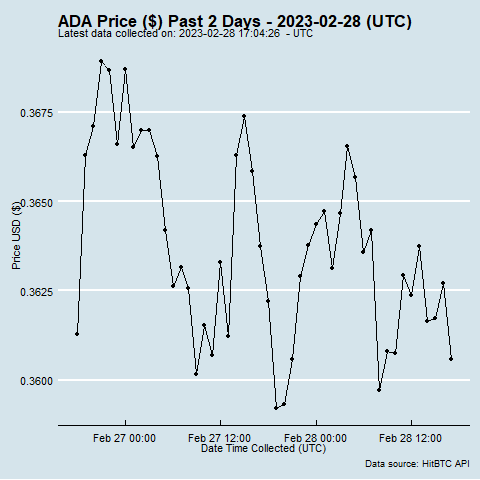 ADA Price ($) Past 2 Days - 2023-02-28 (UTC)
Latest data collected on: 2023-02-28 17:04:26  - UTC
0.3675
0.3650
0.3625
0.3600
Price USD ($)
Feb 27 00:00
Feb 27 12:00
Feb 28 00:00
Feb 28 12:00
Date Time Collected (UTC)
Data source: HitBTC API